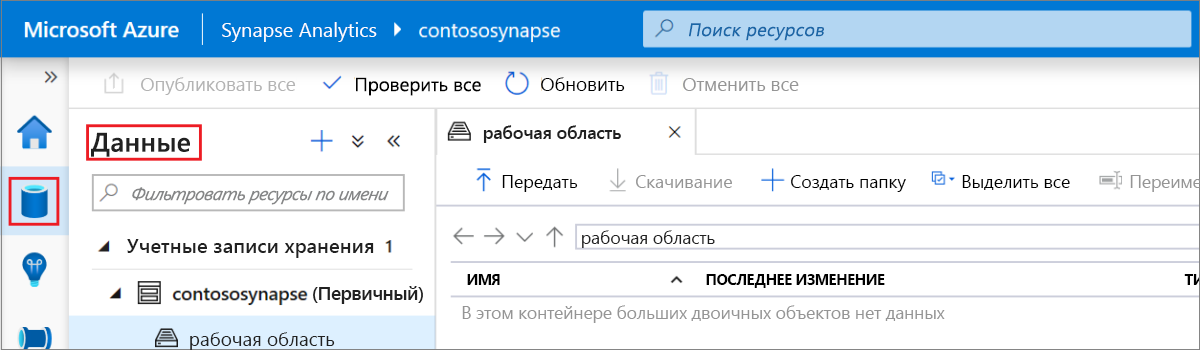 Microsoft Azure Synapse Analytics contososynapse Поиск ресурсов
Опубликовать все Проверить все Обновить Отменить все
Данные
рабочая область
Передать Скачивание Создать папку Выделить все Переиме
Фильтровать ресурсы по имени
рабочая область
Учетные записи хранения 1
ИМЯ ПОСЛЕДНЕЕ ИЗМЕНЕНИЕ ТИ
contososynapse (Первичный)
В этом контейнере больших двоичных объектов нет данных
рабочая область